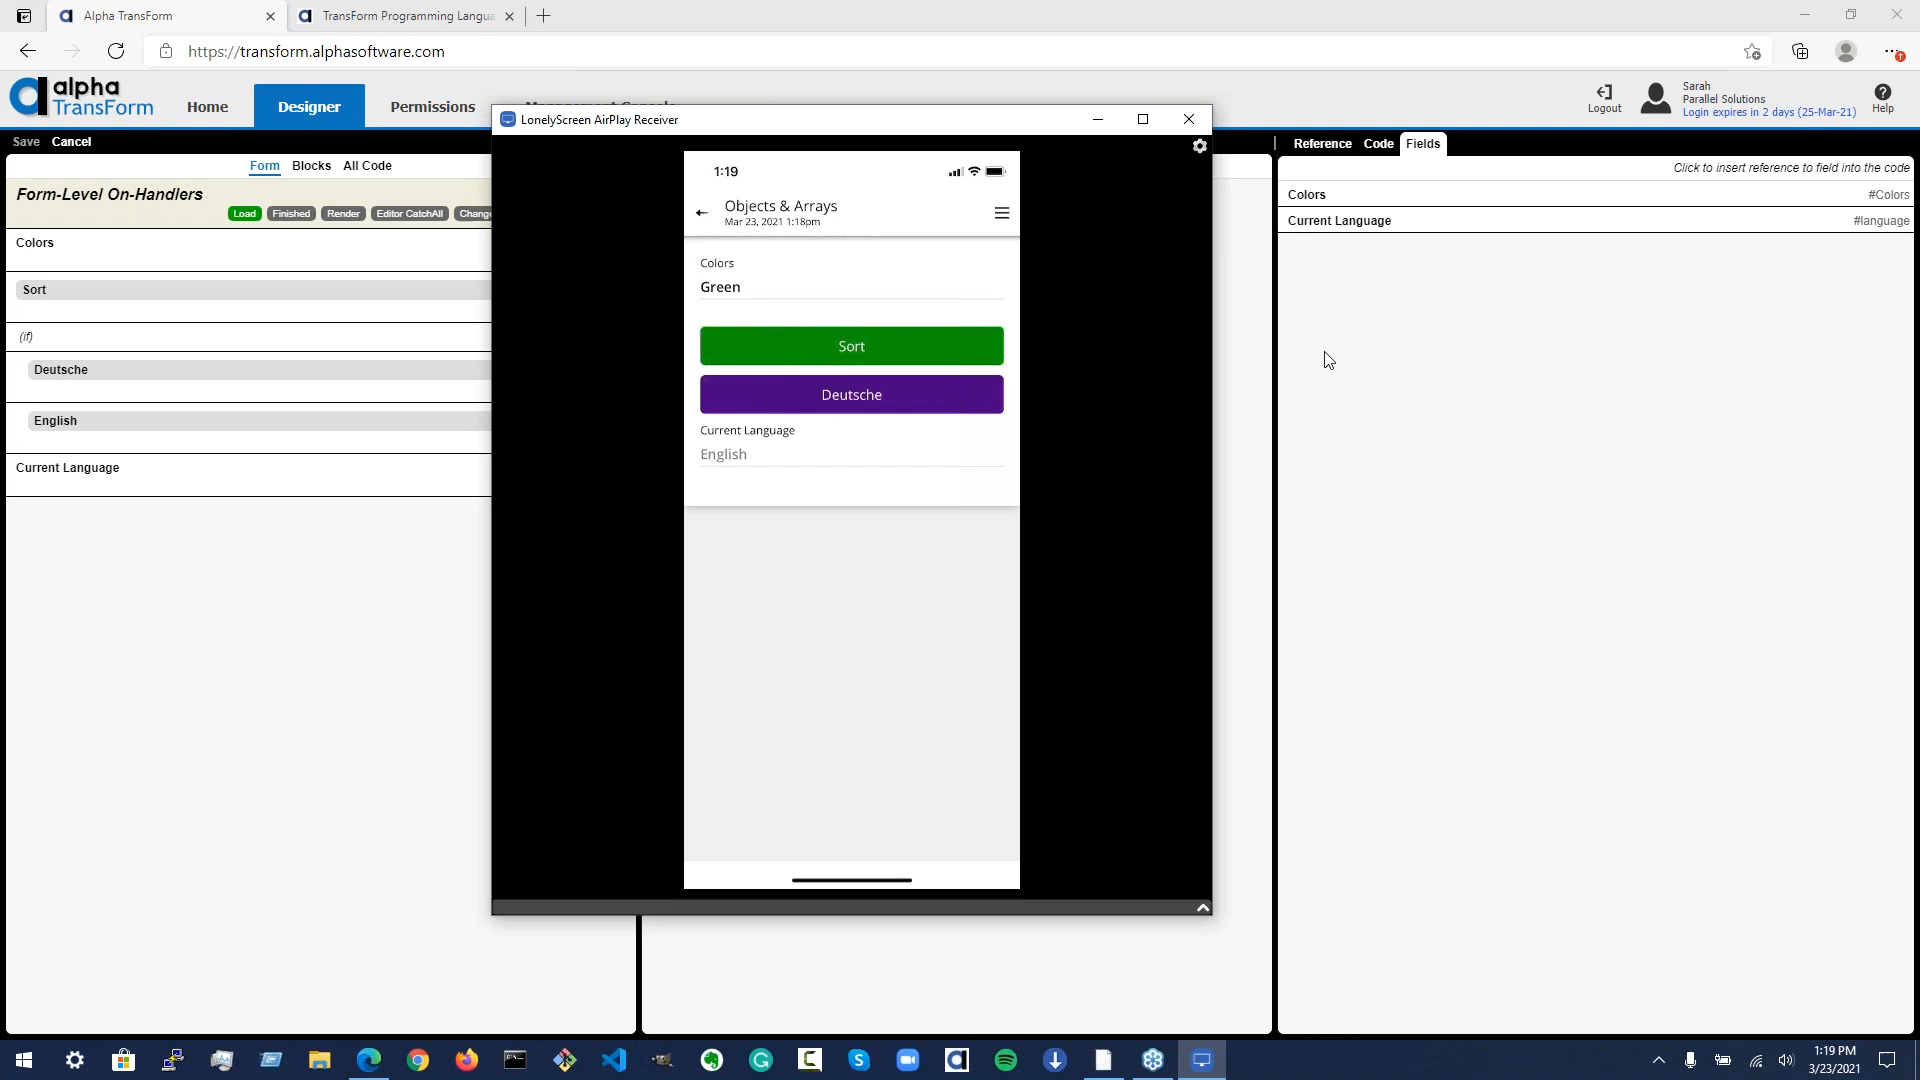 Alpha TransForm
TransForm Programming Langua
https://transform.alphasoftware.com
alpha
TransForm
Home
Designer
Permissions
Sarah
Parallel Solutions
Login expires in 2 days (25-Mar-21)
Logout
Help
LonelyScreen AirPlay Receiver
Save Cancel
Reference Code Fields
Form Blocks All Code
Click to insert reference to field into the code
Form-Level On-Handlers
Load Finished Render Editor CatchAll Change
Colors
Sort
(if)
Deutsche
English
Current Language
1:19
Objects & Arrays
Mar 23, 2021 1:18pm
Colors
Green
Sort
Deutsche
Current Language
English
Colors #Colors
Current Language #language
1:19 PM
3/23/2021